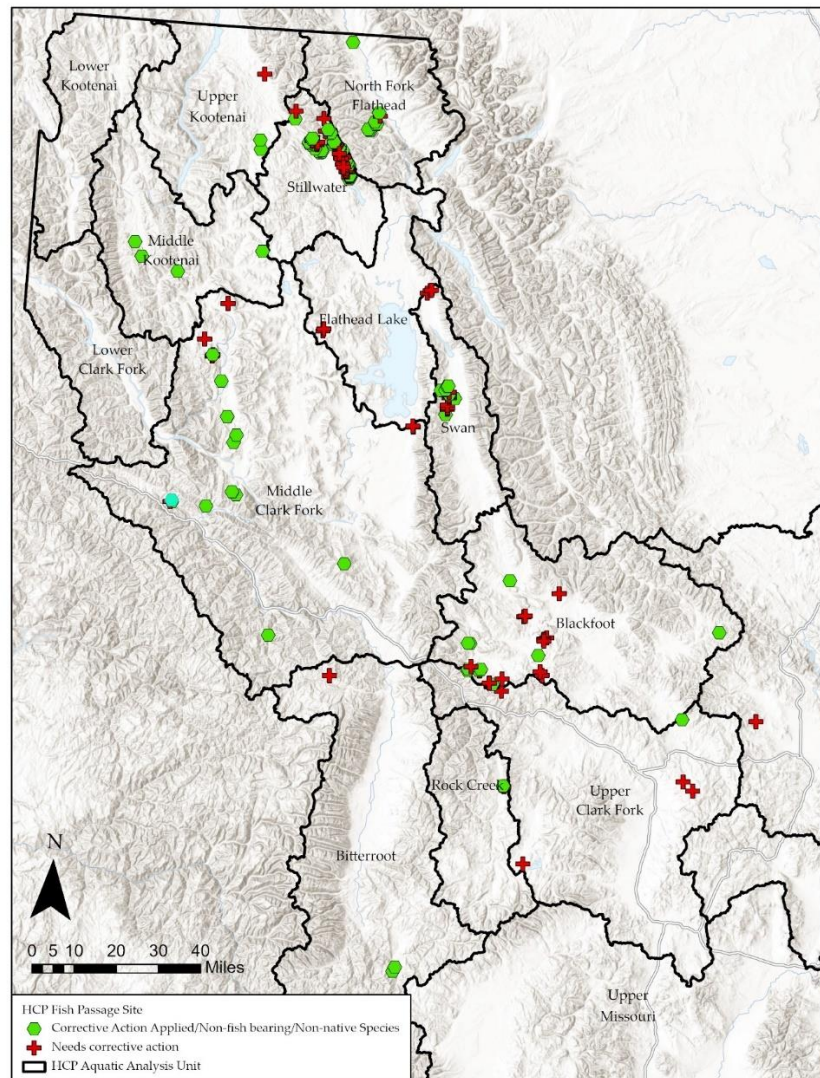 Lower
Kootenai
Upper
Kootenai
North Fork
Flathead
Stillwater
Middle
Kootenai
Flathead Lake
Lower
Clark Fork
Swan
Middle
Clark Fork
Blackfoot
Rock Creek
Upper
Clark Fork
Bitterroot
Upper
Missouri
N
0 5 10 20 30 40
Miles
HCP Fish Passage Site
Corrective Action Applied/Non-fish bearing/Non-native Species
Needs corrective action
HCP Aquatic Analysis Unit